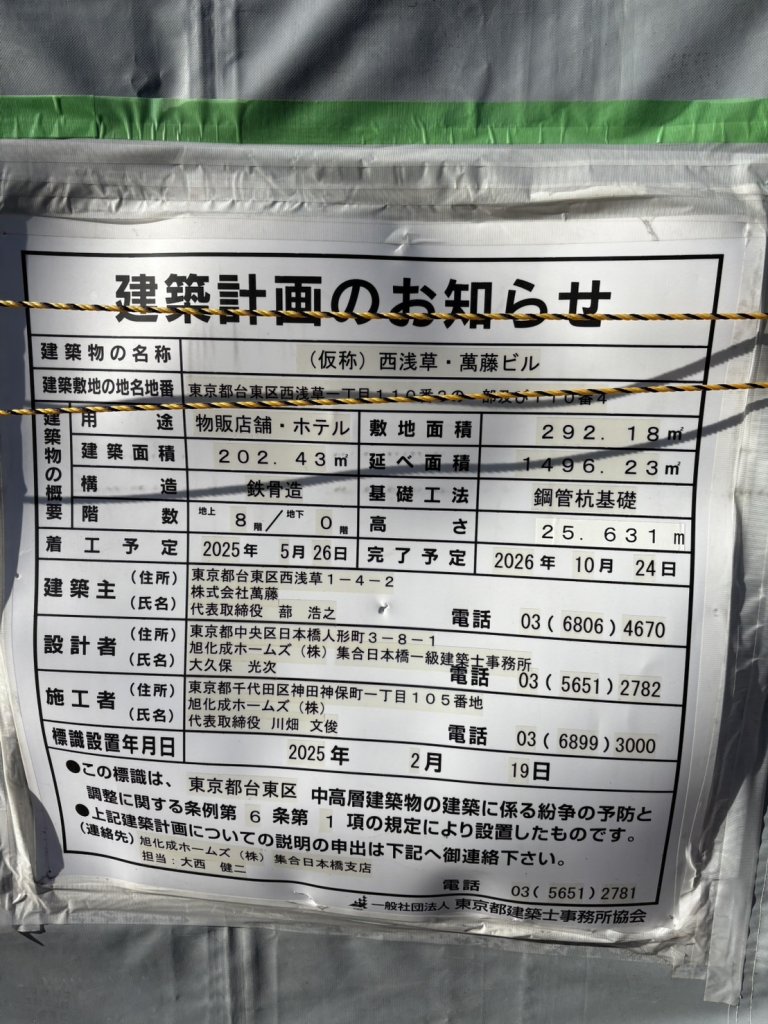 建築計画のお知らせ
建築物の名称 （仮称）西浅草・萬藤ビル
建築敷地の地名地番 東京都台東区西浅草一丁目110番3の一部及び110番4
建築物の概要
用途 物販店舗・ホテル 敷地面積 292.18㎡
建築面積 202.43㎡ 延べ面積 1496.23㎡
構造 鉄骨造 基礎工法 鋼管杭基礎
階数 地上 8階／地下 0階 高さ 25.631m
着工予定 2025年 5月26日 完了予定 2026年 10月 24日
建築主 （住所） 東京都台東区西浅草1－4－2
（氏名） 株式会社萬藤
代表取締役 浩之 電話 03(6806)4670
設計者 （住所） 東京都中央区日本橋人形町3－8－1
（氏名） 旭化成ホームズ（株）集合日本橋一級建築士事務所
大久保 光次 電話 03(5651)2782
施工者 （住所） 東京都千代田区神田神保町一丁目105番地
（氏名） 旭化成ホームズ（株）
代表取締役 川畑 文俊 電話 03(6899)3000
標識設置年月日 2025年 2月 19日
●この標識は、東京都台東区 中高層建築物の建築に係る紛争の予防と
調整に関する条例第 6 条第 1 項の規定により設置したものです。
●上記建築計画についての説明の申出は下記へ御連絡下さい。
（連絡先）旭化成ホームズ（株）集合日本橋支店
担当：大西 健二
電話 03(5651)2781
一般社団法人 東京都建築士事務所協会